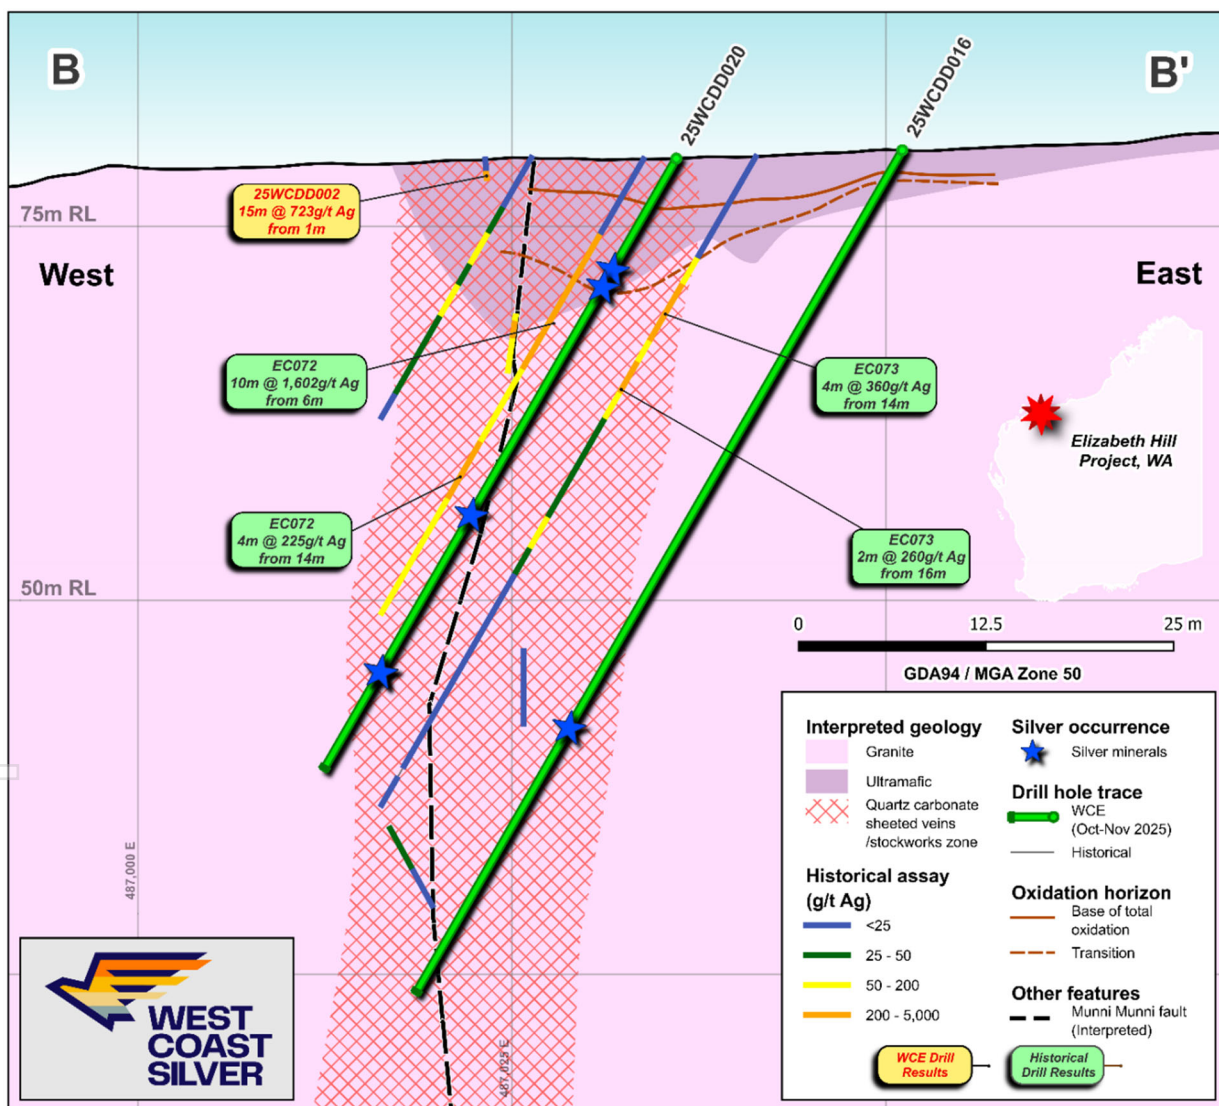 B
B'
25WCDD020
25WCDD016
25WCDD002
15m @ 723g/t Ag
from 1m
75m RL
West
East
EC072
10m @ 1,602g/t Ag
from 6m
EC073
4m @ 360g/t Ag
from 14m
Elizabeth Hill
Project, WA
EC072
4m @ 225g/t Ag
from 14m
EC073
2m @ 260g/t Ag
from 16m
50m RL
0
12.5
25 m
GDA94 / MGA Zone 50
487,000 E
487,025 E
Interpreted geology
Granite
Ultramafic
Quartz carbonate
sheeted veins
/stockworks zone
Historical assay
(g/t Ag)
<25
25 - 50
50 - 200
200 - 5,000
Silver occurrence
Silver minerals
Drill hole trace
WCE
(Oct-Nov 2025)
Historical
Oxidation horizon
Base of total
oxidation
Transition
Other features
Munni Munni fault
(Interpreted)
WCE Drill
Results
Historical
Drill Results
WEST
COAST
SILVER